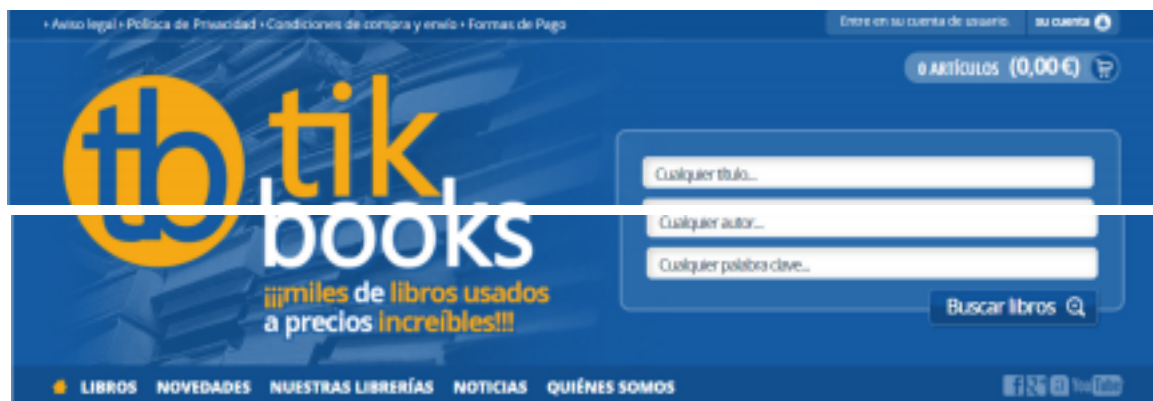 • Aviso legal • Política de Privacidad • Condiciones de compra y envío • Formas de Pago
Entre en su cuenta de usuario. su cuenta
0 ARTÍCULOS (0,00 €)
tb tik
books
¡¡¡miles de libros usados
a precios increíbles!!!
Cualquier título...
Cualquier autor...
Cualquier palabra clave...
Buscar libros
LIBROS NOVEDADES NUESTRAS LIBRERÍAS NOTICIAS QUIÉNES SOMOS
You Tube